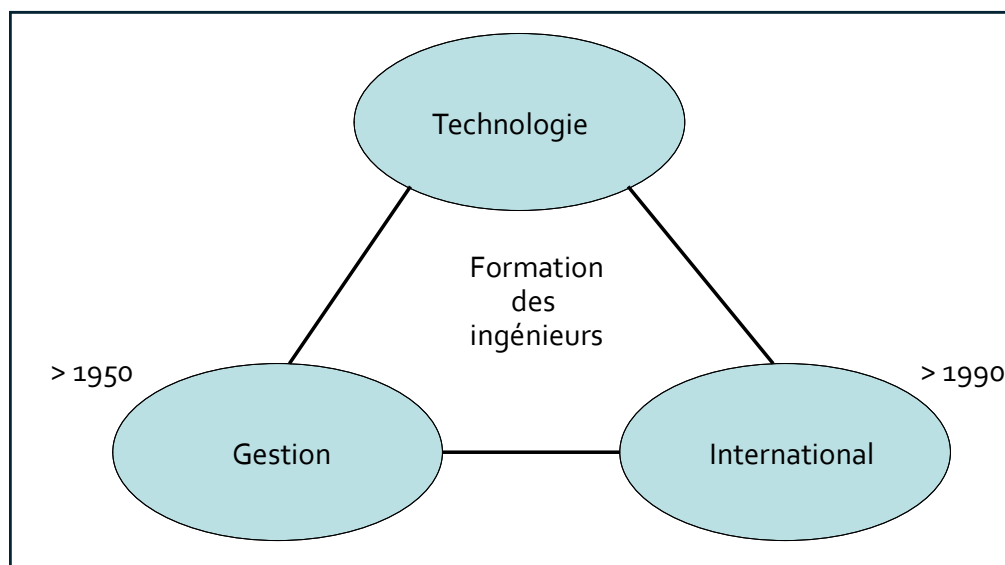 Technologie
Formation
des
ingénieurs
> 1950
> 1990
Gestion
International